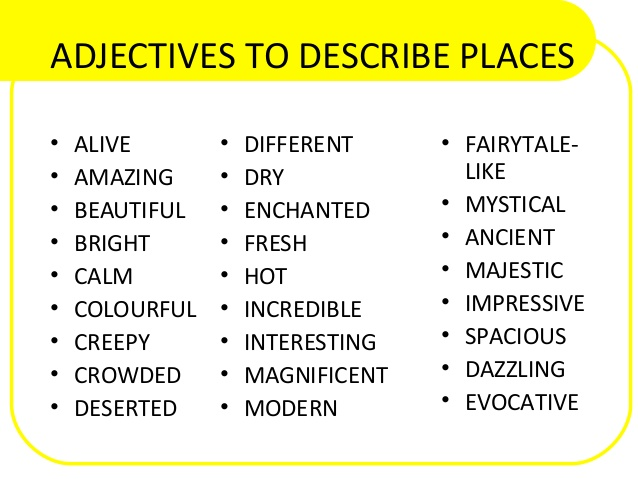 ADJECTIVES TO DESCRIBE PLACES
• ALIVE
• AMAZING
• BEAUTIFUL
• BRIGHT
• CALM
• COLOURFUL
• CREEPY
• CROWDED
• DESERTED
• DIFFERENT
• DRY
• ENCHANTED
• FRESH
• HOT
• INCREDIBLE
• INTERESTING
• MAGNIFICENT
• MODERN
• FAIRYTALE-
LIKE
• MYSTICAL
• ANCIENT
• MAJESTIC
• IMPRESSIVE
• SPACIOUS
• DAZZLING
• EVOCATIVE